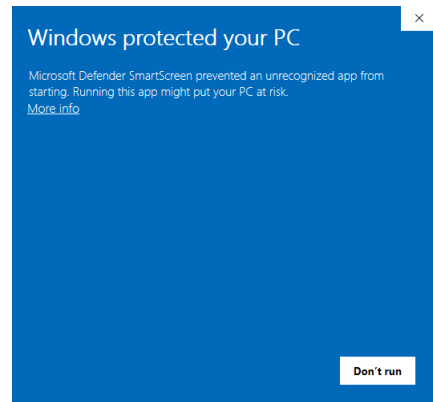 Windows protected your PC
Microsoft Defender SmartScreen prevented an unrecognized app from
starting. Running this app might put your PC at risk.
More info
Don't run